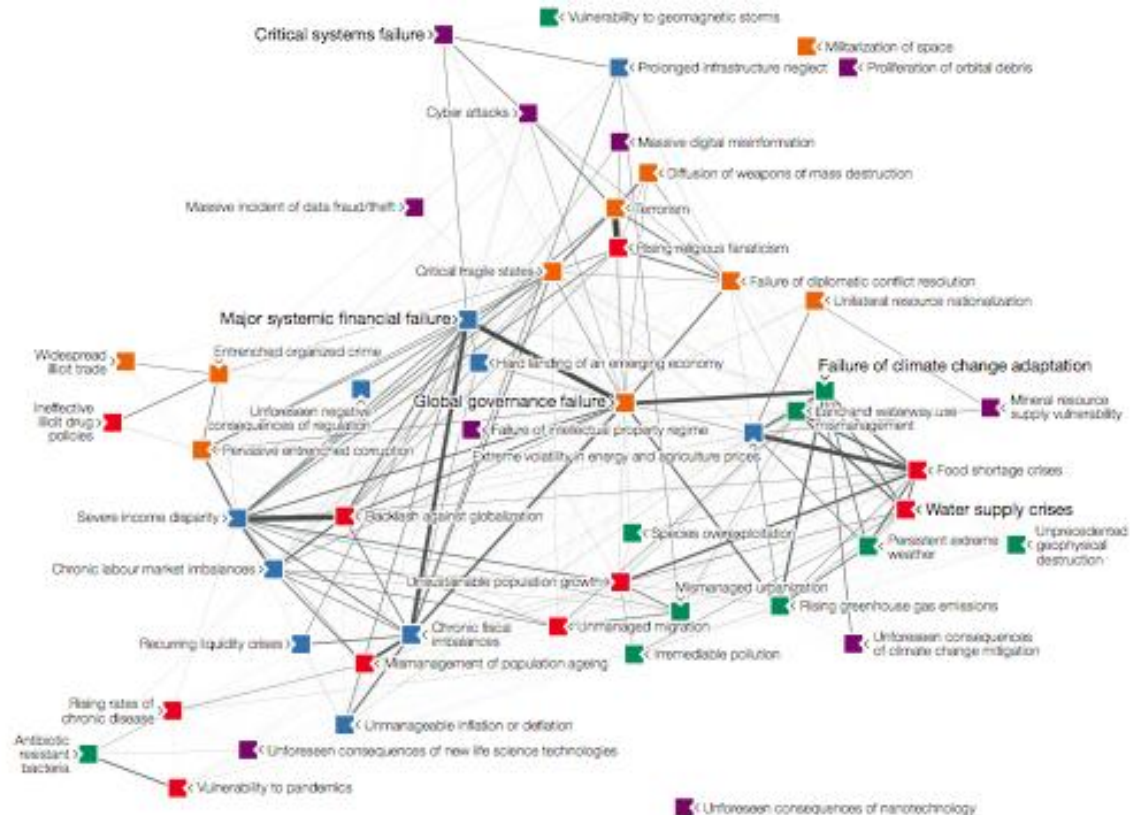 Vulnerability to geomagnetic storms
Critical systems failure
Militarization of space
Prolonged infrastructure neglect
Proliferation of orbital debris
Cyber attacks
Massive digital misinformation
Diffusion of weapons of mass destruction
Massive incident of data fraud/theft
Terrorism
Rising religious fanaticism
Critical fragile states
Failure of diplomatic conflict resolution
Unilateral resource nationalization
Major systemic financial failure
Widespread
illicit trade
Entrenched organized crime
Hard landing of an emerging economy
Failure of climate change adaptation
Ineffective
illicit drug
policies
Unforeseen negative
consequences of regulation
Global governance failure
Land and waterway use
mismanagement
Mineral resource
supply vulnerability
Failure of intellectual property regime
Pervasive entrenched corruption
Extreme volatility in energy and agriculture prices
Food shortage crises
Severe income disparity
Backlash against globalization
Water supply crises
Species overexploitation
Persistent extreme
weather
Unprecedented
geophysical
destruction
Chronic labour market imbalances
Unsustainable population growth
Mismanaged urbanization
Rising greenhouse gas emissions
Recurring liquidity crises
Chronic fiscal
imbalances
Unmanaged migration
Unforeseen consequences
of climate change mitigation
Irremediable pollution
Mismanagement of population ageing
Rising rates of
chronic disease
Unmanageable inflation or deflation
Antibiotic
resistant
bacteria
Unforeseen consequences of new life science technologies
Vulnerability to pandemics
Unforeseen consequences of nanotechnology